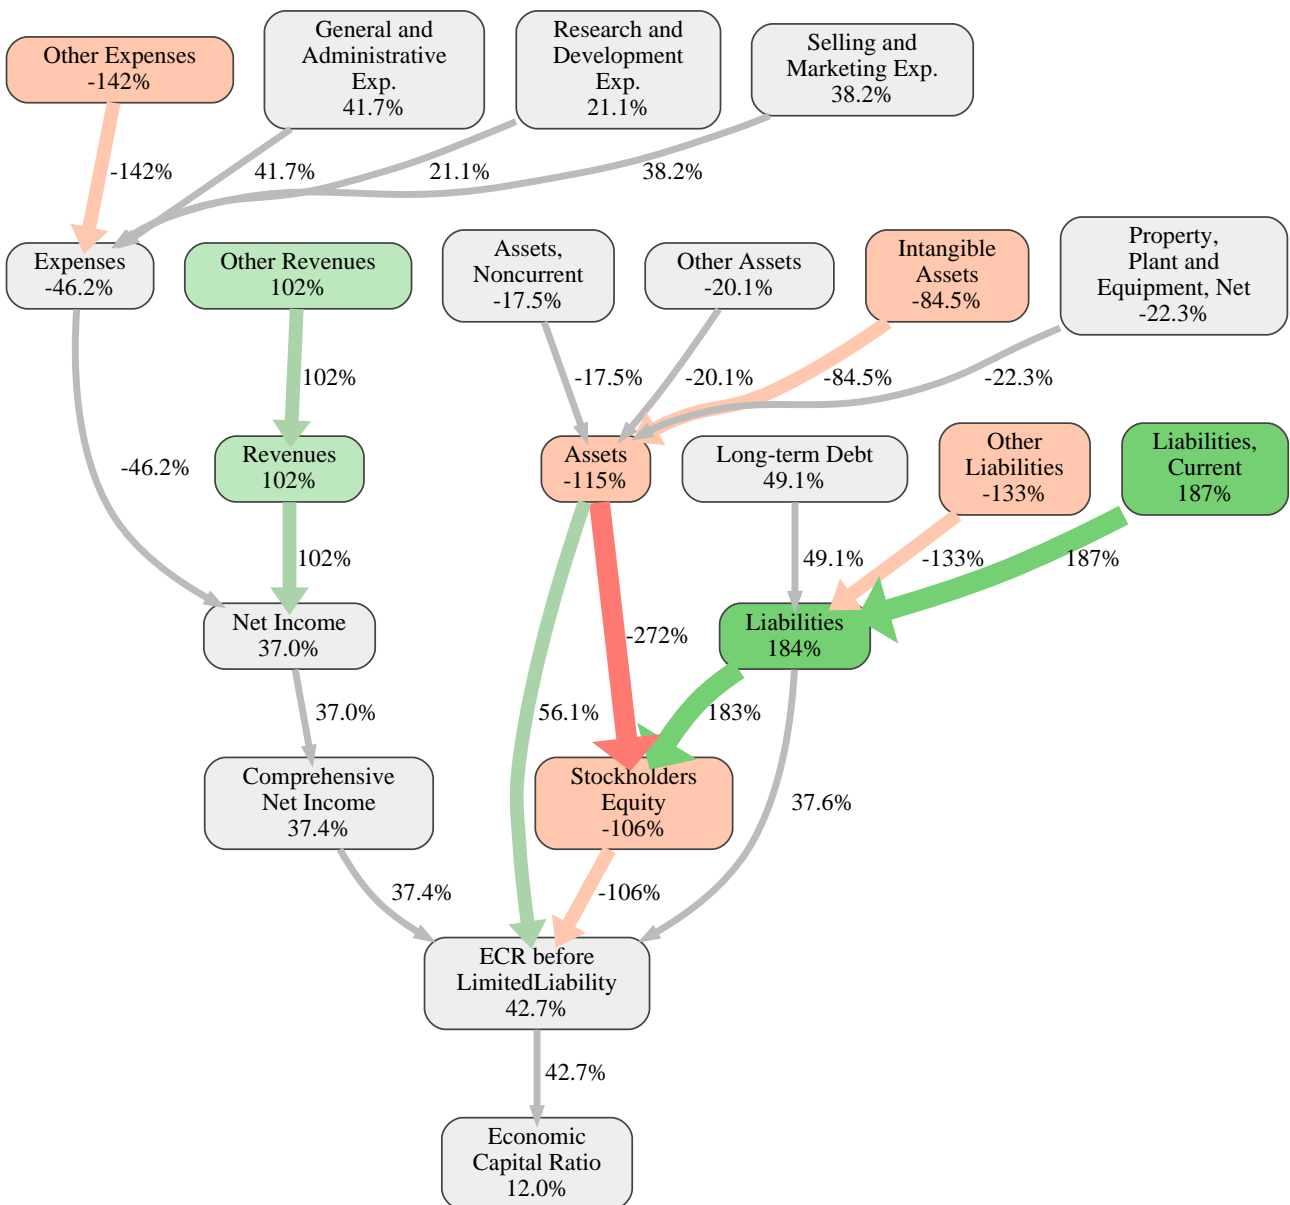 Other Expenses
-142%
General and
Administrative
Exp.
41.7%
Research and
Development
Exp.
21.1%
Selling and
Marketing Exp.
38.2%
-142%
41.7%
21.1%
38.2%
Expenses
-46.2%
Other Revenues
102%
Assets,
Noncurrent
-17.5%
Other Assets
-20.1%
Intangible
Assets
-84.5%
Property,
Plant and
Equipment, Net
-22.3%
102%
-17.5%
-20.1%
-84.5%
-22.3%
-46.2%
Revenues
102%
Assets
-115%
Long-term Debt
49.1%
Other
Liabilities
-133%
Liabilities,
Current
187%
102%
49.1%
-133%
187%
Net Income
37.0%
-272%
Liabilities
184%
37.0%
56.1%
183%
Comprehensive
Net Income
37.4%
Stockholders
Equity
-106%
37.6%
37.4%
-106%
ECR before
LimitedLiability
42.7%
42.7%
Economic
Capital Ratio
12.0%